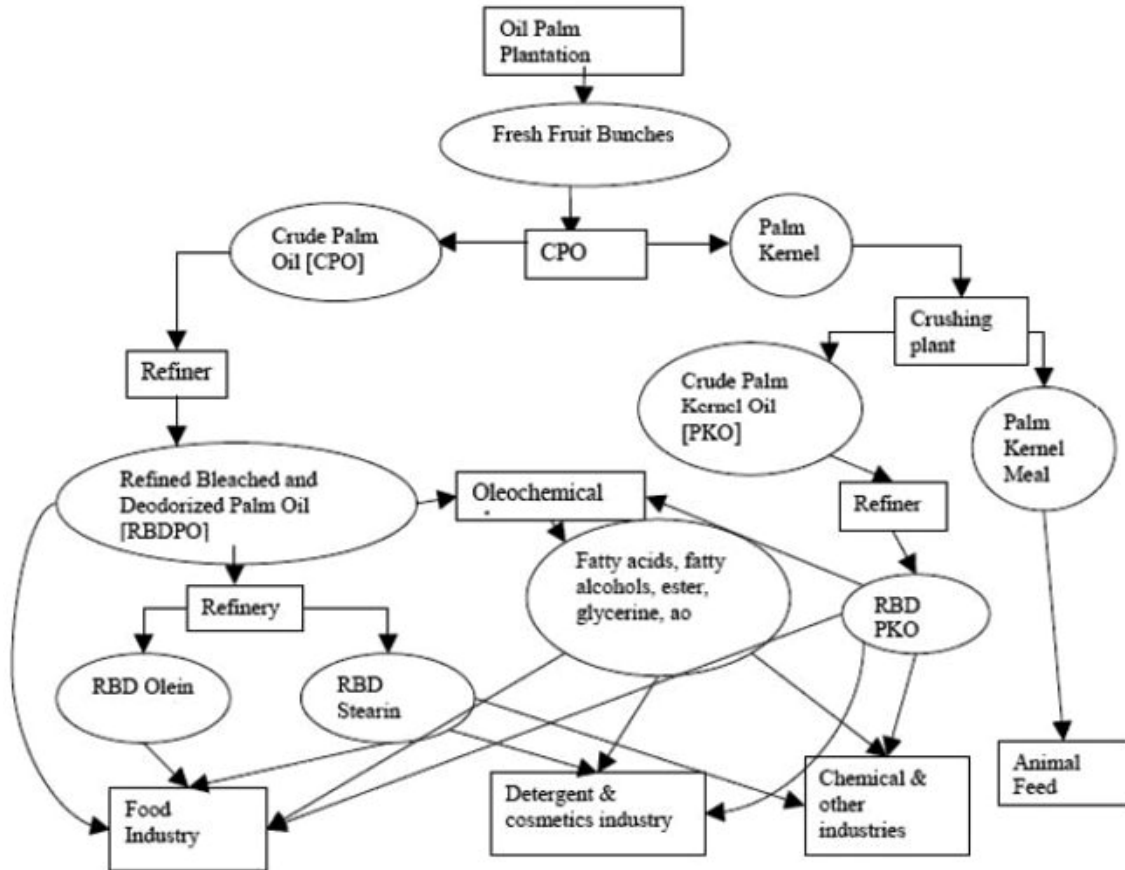 Oil Palm
Plantation
Fresh Fruit Bunches
Crude Palm
Oil [CPO]
CPO
Palm
Kernel
Crushing
plant
Refiner
Crude Palm
Kernel Oil
[PKO]
Palm
Kernel
Meal
Refined Bleached and
Deodorized Palm Oil
[RBDPO]
Oleochemical
Refiner
Fatty acids, fatty
alcohols, ester,
glycerine, ao
Refinery
RBD
PKO
RBD Olein
RBD
Stearin
Food
Industry
Detergent &
cosmetics industry
Chemical &
other
industries
Animal
Feed